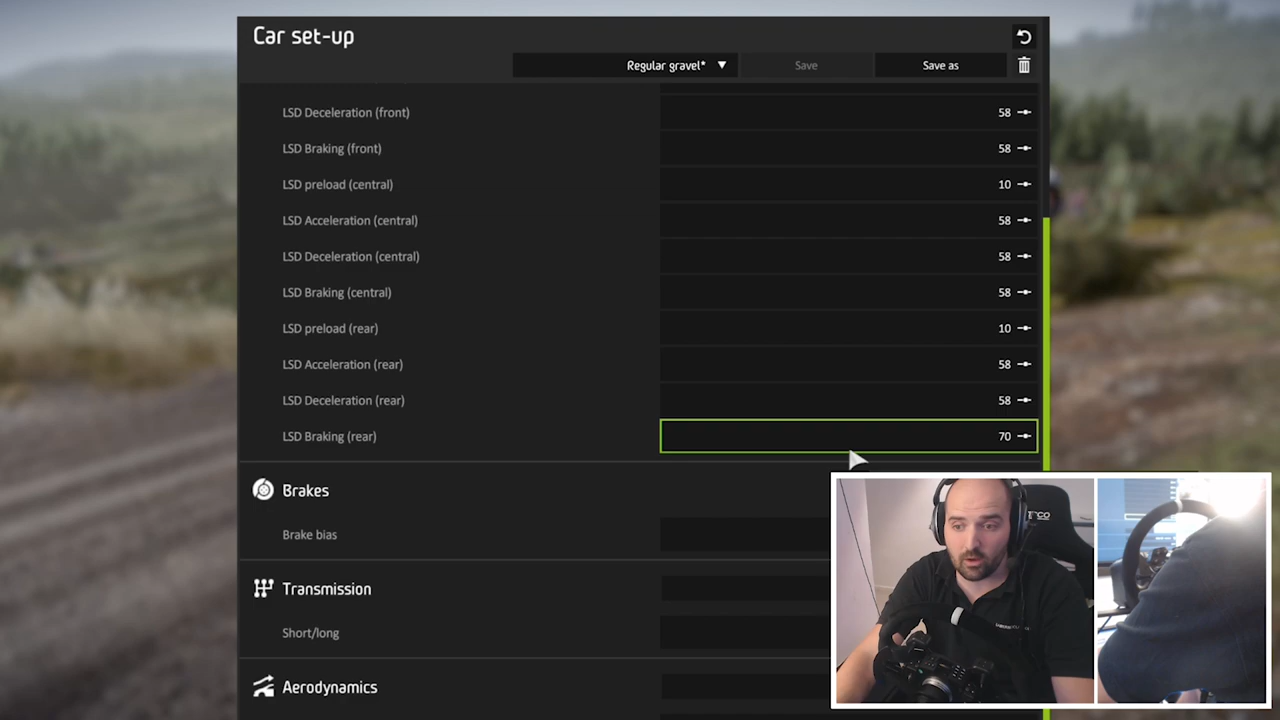 Car set-up
Regular gravel* ▼ Save Save as
LSD Deceleration (front) 58
LSD Braking (front) 58
LSD preload (central) 10
LSD Acceleration (central) 58
LSD Deceleration (central) 58
LSD Braking (central) 58
LSD preload (rear) 10
LSD Acceleration (rear) 58
LSD Deceleration (rear) 58
LSD Braking (rear) 70
Brakes
Brake bias
Transmission
Short/long
Aerodynamics